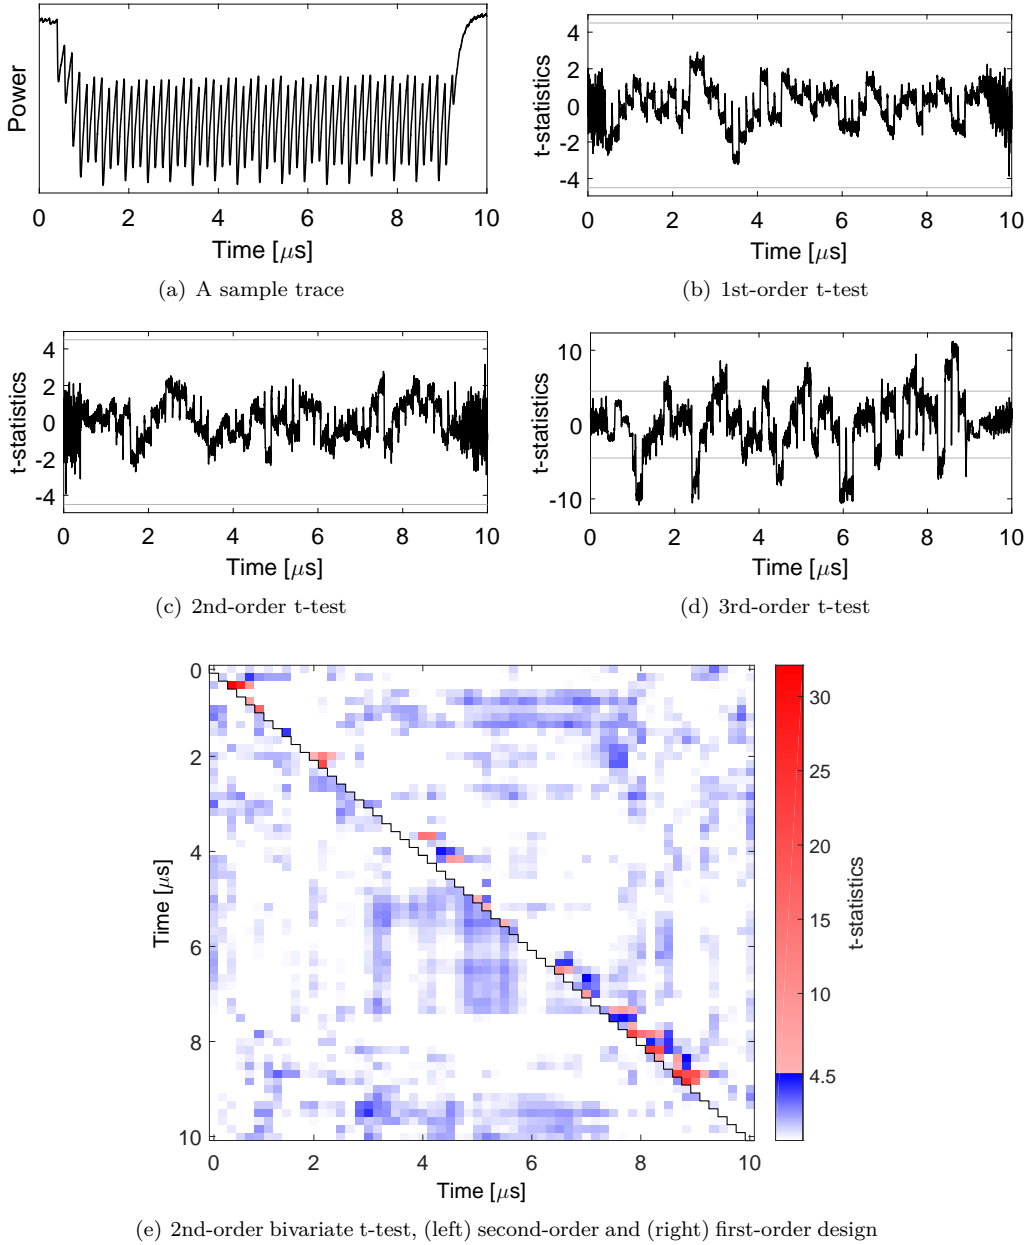 Power
0 2 4 6 8 10
Time [μs]
(a) A sample trace
t-statistics
4
2
0
-2
-4
0 2 4 6 8 10
Time [μs]
(b) 1st-order t-test
t-statistics
4
2
0
-2
-4
0 2 4 6 8 10
Time [μs]
(c) 2nd-order t-test
t-statistics
10
0
-10
0 2 4 6 8 10
Time [μs]
(d) 3rd-order t-test
Time [μs]
0
2
4
6
8
10
0 2 4 6 8 10
Time [μs]
30
25
20
15
10
4.5
t-statistics
(e) 2nd-order bivariate t-test, (left) second-order and (right) first-order design